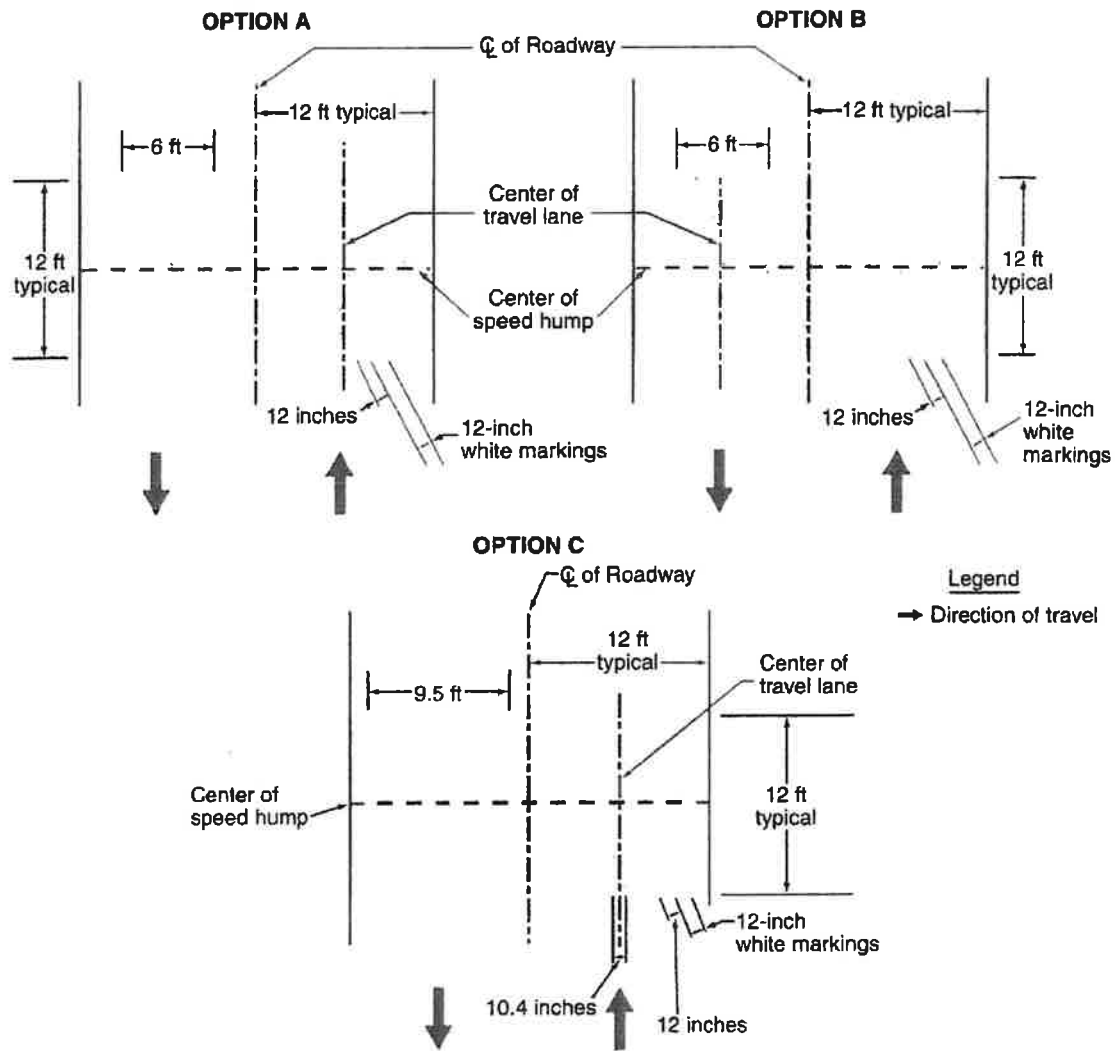 OPTION A
OPTION B
℄ of Roadway
12 ft typical
12 ft typical
6 ft
6 ft
Center of
travel lane
12 ft
typical
12 ft
typical
Center of
speed hump
12 inches
12-inch
white markings
12 inches
12-inch
white
markings
OPTION C
℄ of Roadway
Legend
Direction of travel
12 ft
typical
Center of
travel lane
9.5 ft
Center of
speed hump
12 ft
typical
12-inch
white markings
10.4 inches
12 inches